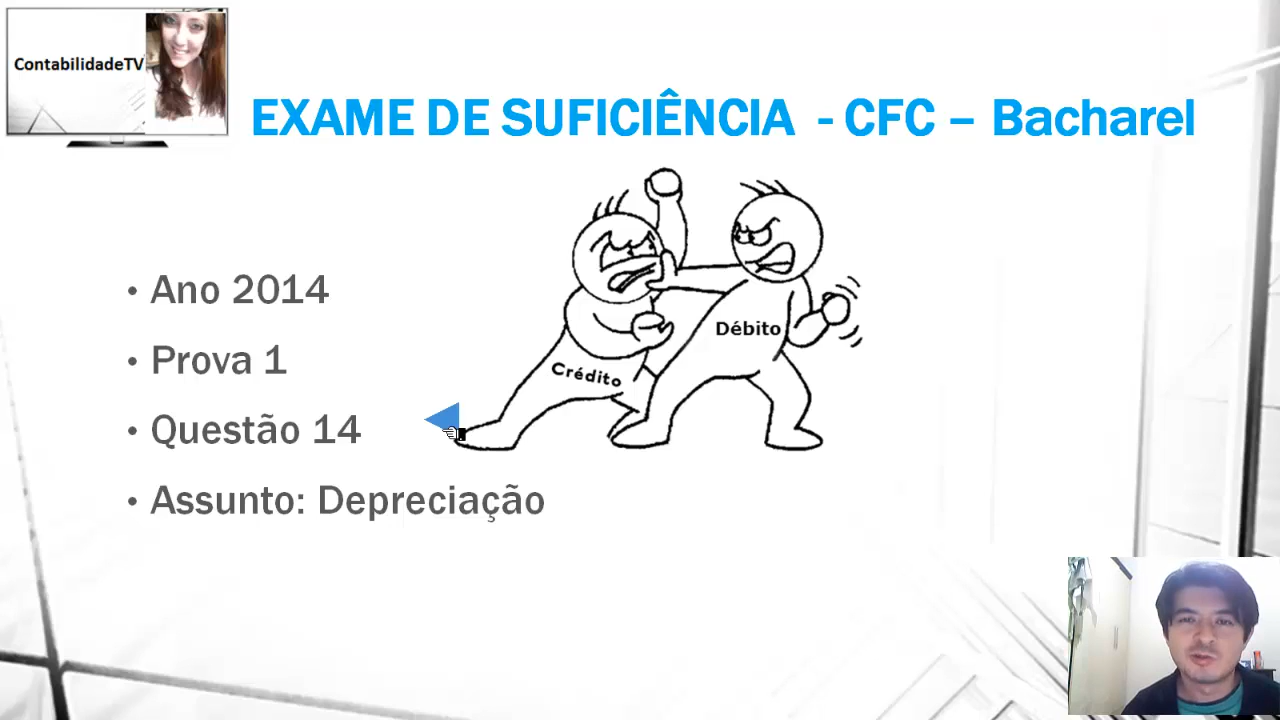 ContabilidadeTV
EXAME DE SUFICIÊNCIA - CFC – Bacharel
• Ano 2014
• Prova 1
• Questão 14
• Assunto: Depreciação
Crédito
Débito